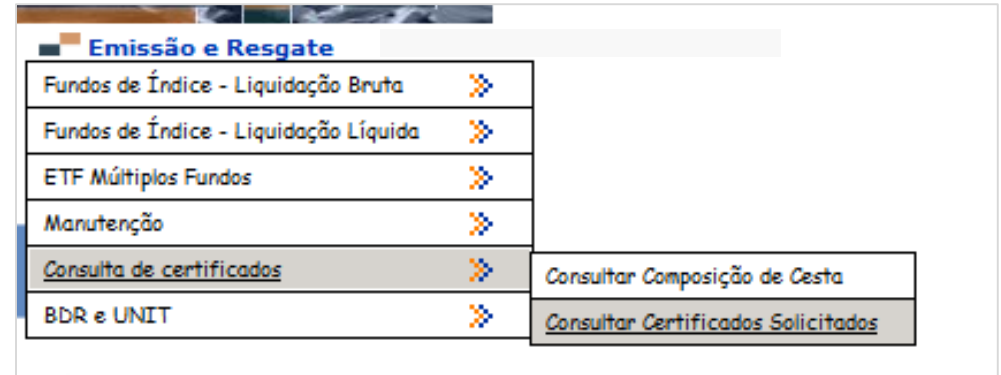 Emissão e Resgate
Fundos de Índice - Liquidação Bruta
Fundos de Índice - Liquidação Líquida
ETF Múltiplos Fundos
Manutenção
Consulta de certificados
BDR e UNIT
Consultar Composição de Cesta
Consultar Certificados Solicitados